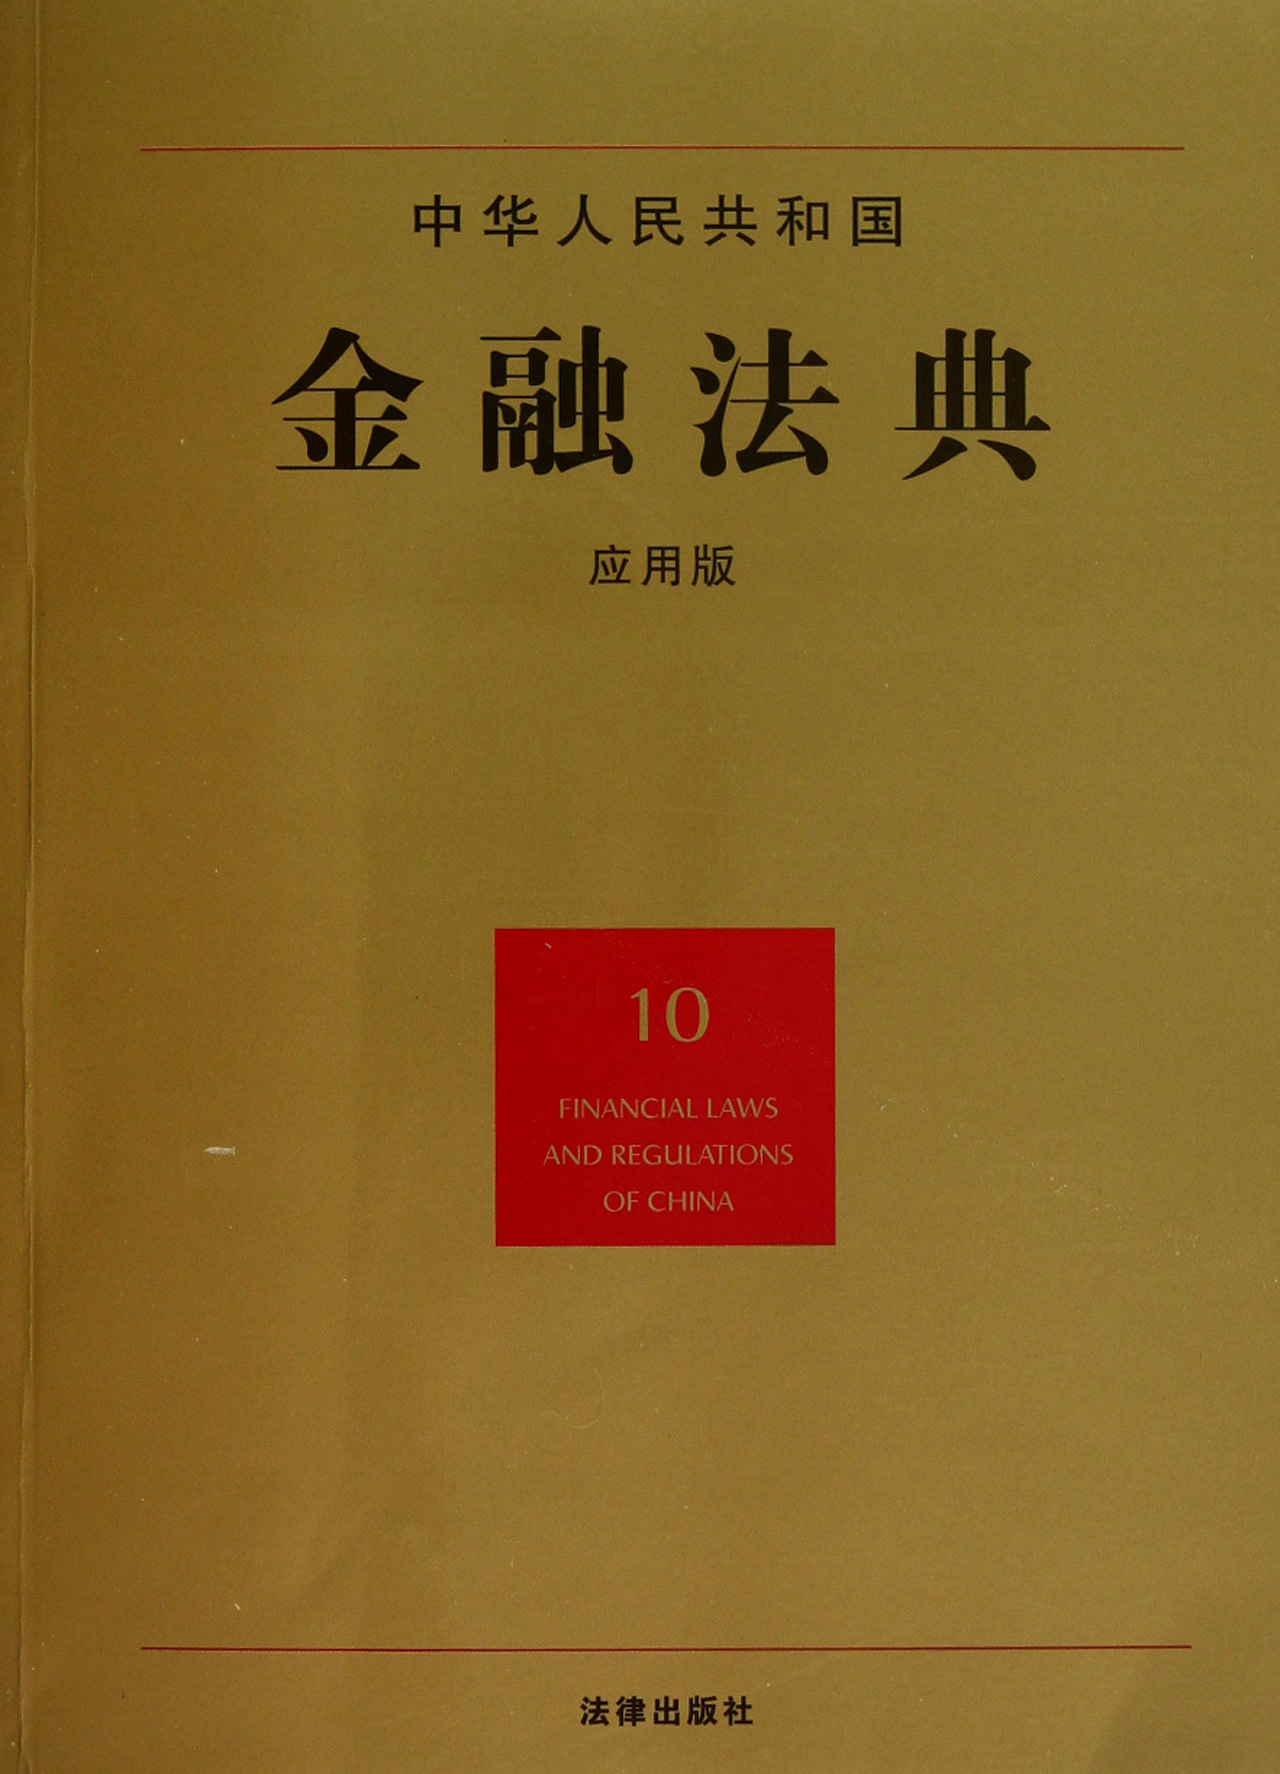 中华人民共和国
金融法典
应用版
10
FINANCIAL LAWS
AND REGULATIONS
OF CHINA
法律出版社